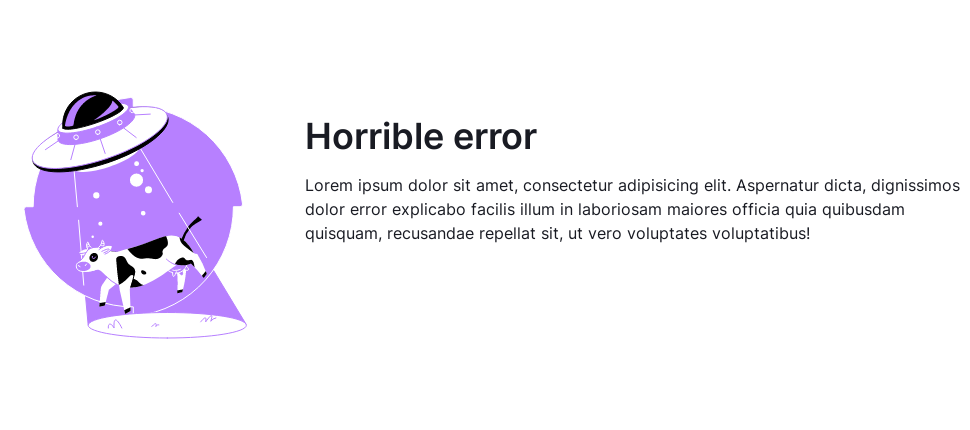 Horrible error
Lorem ipsum dolor sit amet, consectetur adipisicing elit. Aspernatur dicta, dignissimos
dolor error explicabo facilis illum in laboriosam maiores officia quia quibusdam
quisquam, recusandae repellat sit, ut vero voluptates voluptatibus!